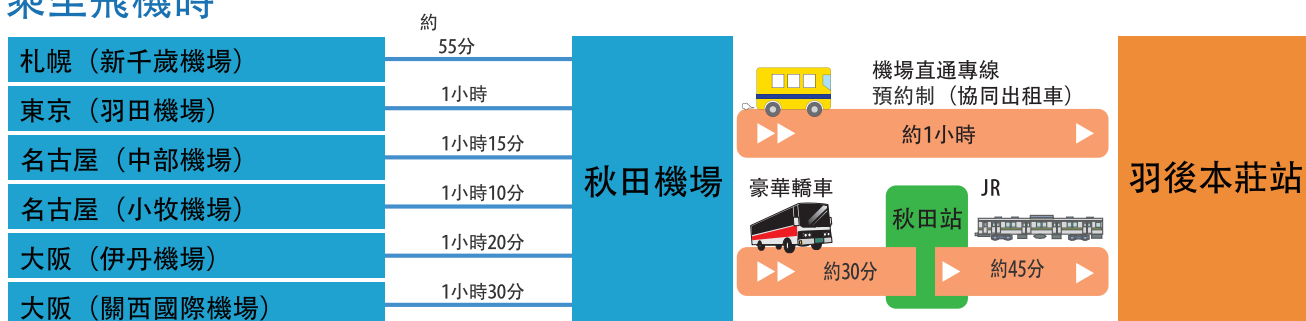 乘坐飛機時
約
札幌（新千歲機場）
55分
東京（羽田機場）
1小時
名古屋（中部機場）
1小時15分
名古屋（小牧機場）
1小時10分
大阪（伊丹機場）
1小時20分
大阪（關西國際機場）
1小時30分
秋田機場
機場直通專線
預約制（協同出租車）
約1小時
豪華轎車
約30分
秋田站
JR
約45分
羽後本莊站